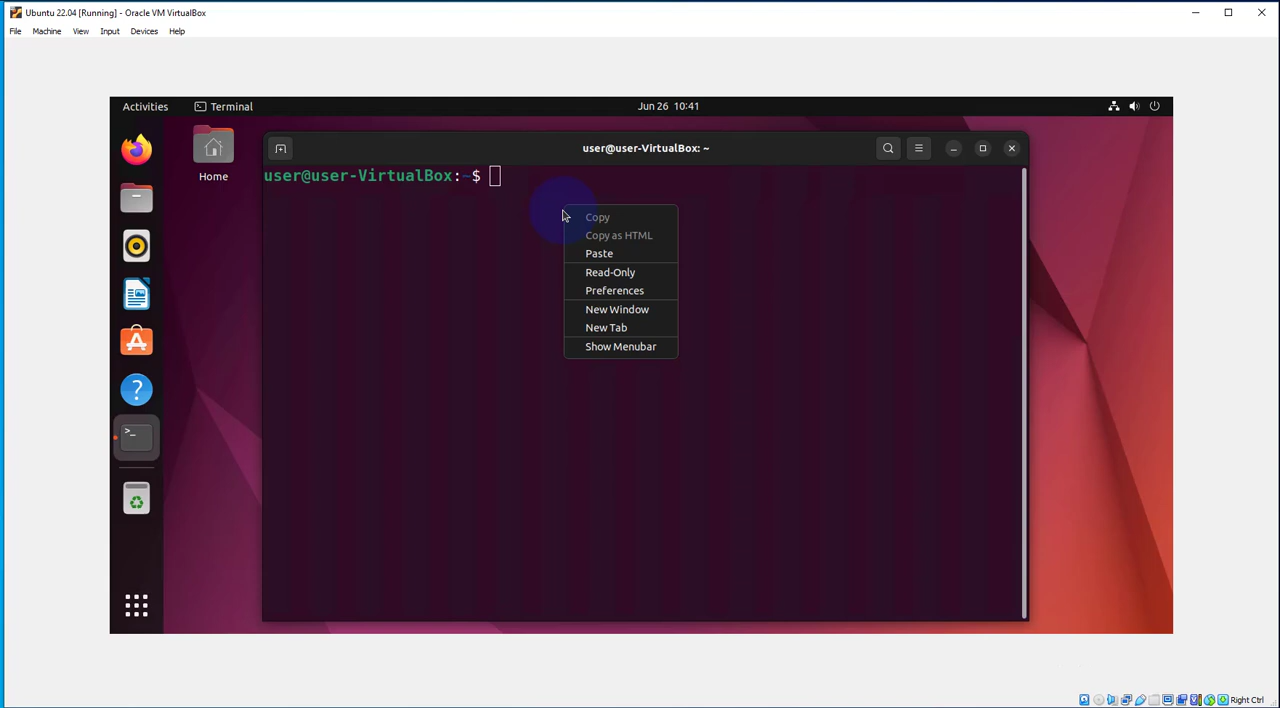 Ubuntu 22.04 [Running] - Oracle VM VirtualBox
File Machine View Input Devices Help
Activities Terminal Jun 26 10:41
user@user-VirtualBox: ~
Home
user@user-VirtualBox:~$
Copy
Copy as HTML
Paste
Read-Only
Preferences
New Window
New Tab
Show Menubar
>_
?
Right Ctrl